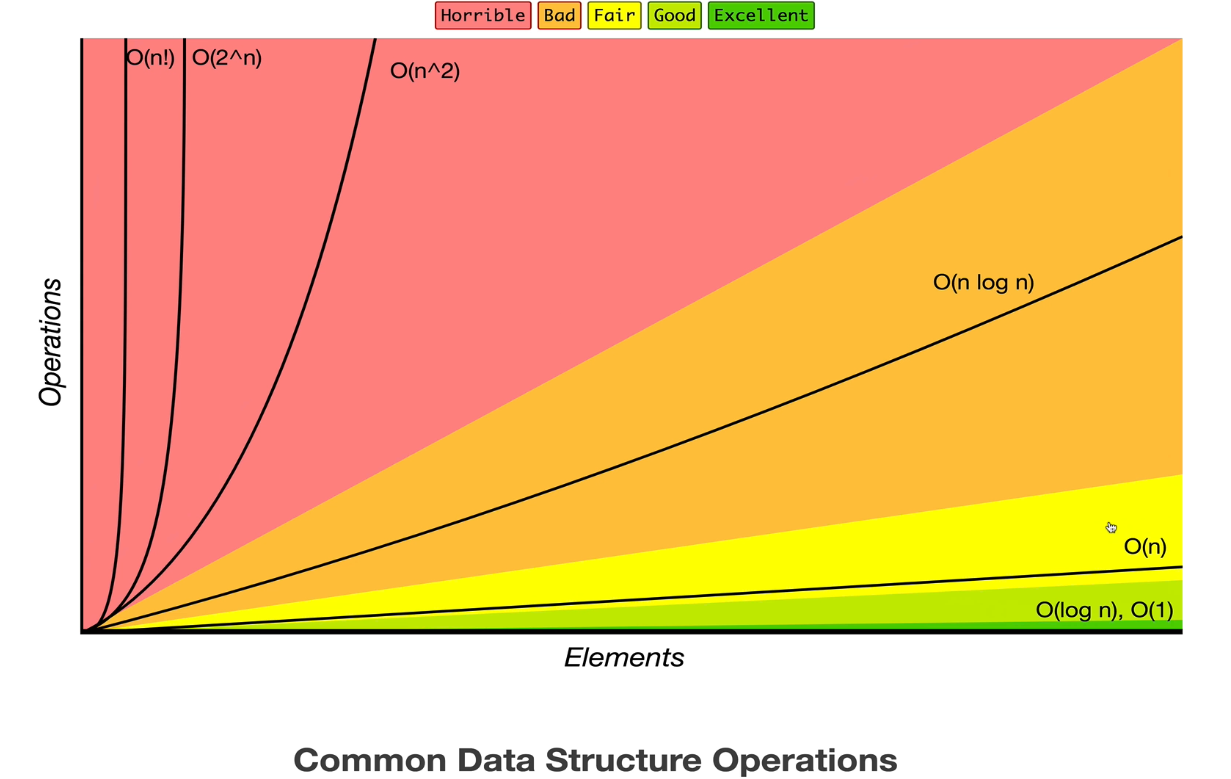 Horrible Bad Fair Good Excellent
O(n!) O(2^n)
O(n^2)
O(n log n)
Operations
O(n)
O(log n), O(1)
Elements
Common Data Structure Operations